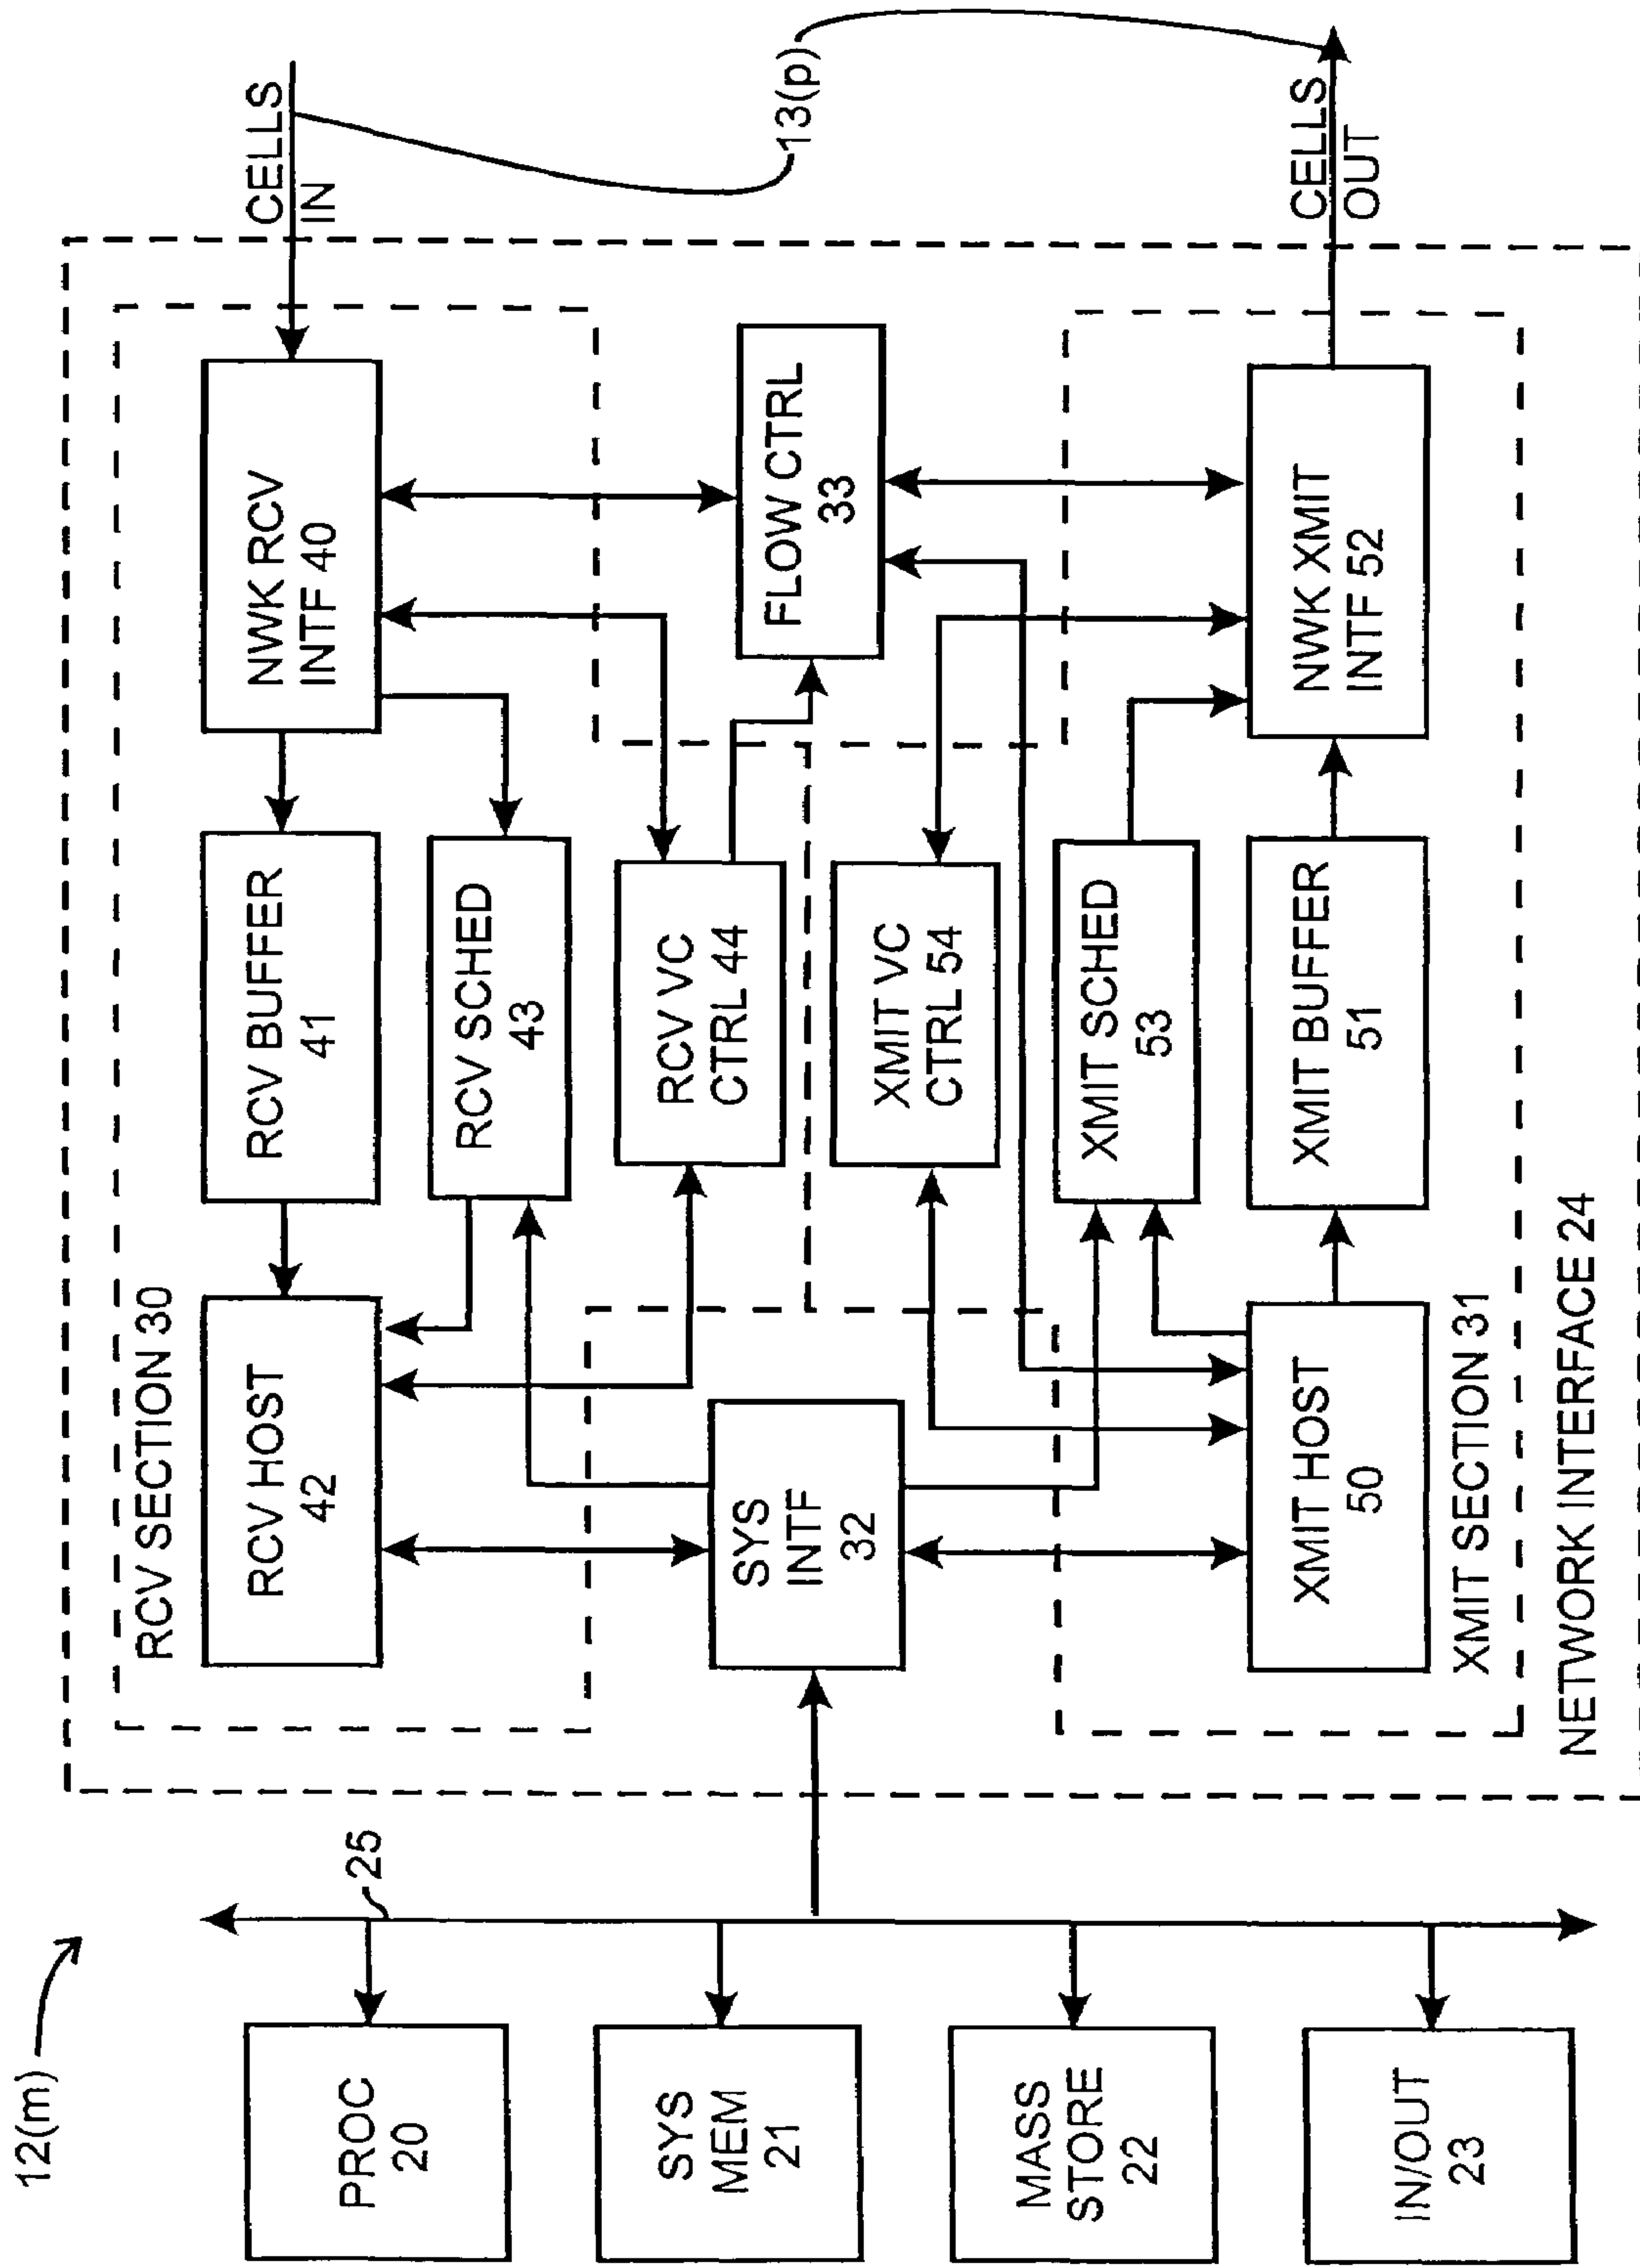 12(m)
PROC
20
SYS
MEM
21
MASS
STORE
22
IN/OUT
23
25
RCV SECTION 30
RCV HOST
42
RCV BUFFER
41
NWK RCV
INTF 40
CELLS
IN
RCV SCHED
43
RCV VC
CTRL 44
SYS
INTF
32
FLOW CTRL
33
13(p)
XMIT VC
CTRL 54
XMIT SCHED
53
XMIT HOST
50
XMIT BUFFER
51
NWK XMIT
INTF 52
CELLS
OUT
XMIT SECTION 31
NETWORK INTERFACE 24